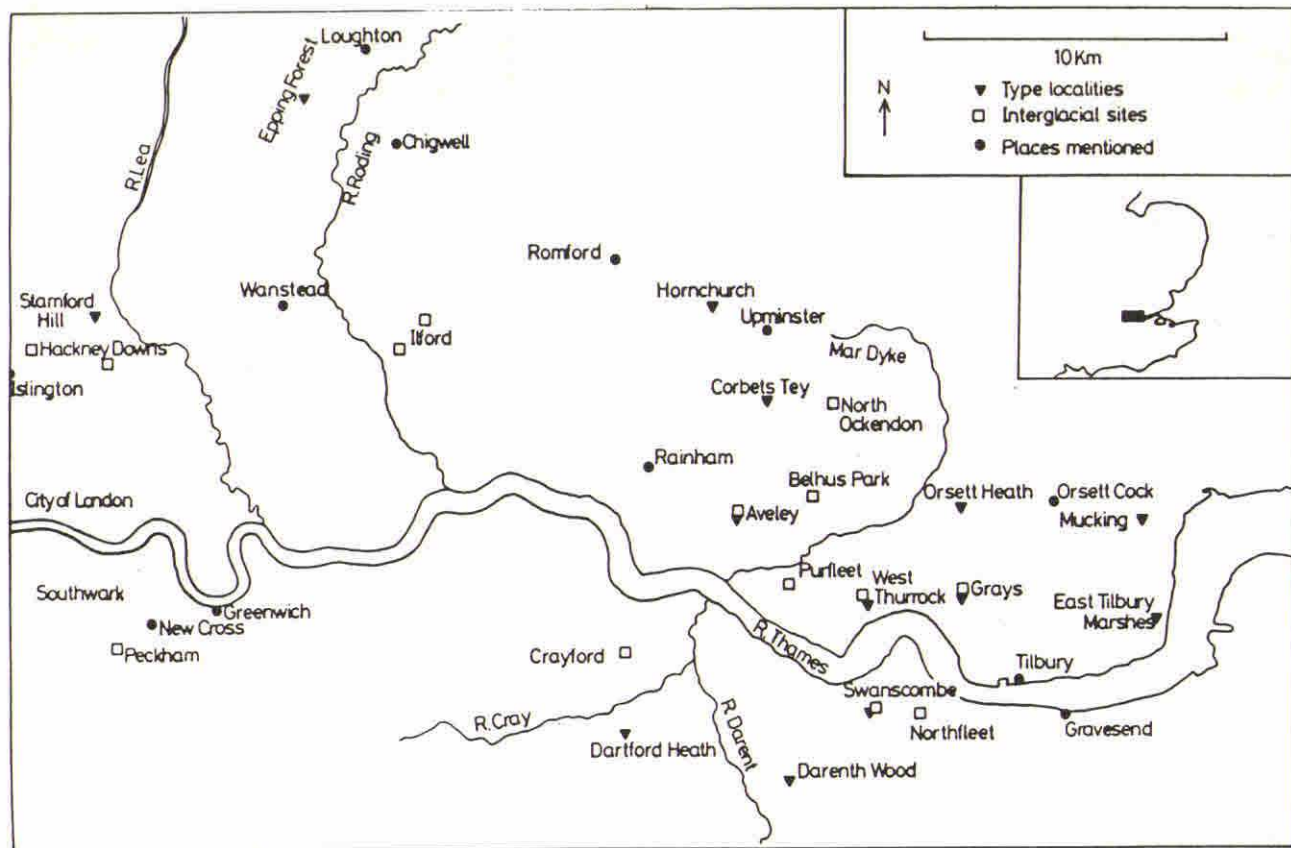 Loughton
Epping Forest
10 Km
N
Type localities
Interglacial sites
Places mentioned
R. Lea
R. Roding
Chigwell
Romford
Stamford
Hill
Wanstead
Hornchurch
Upminster
Ilford
Mar Dyke
Hackney Downs
Islington
Corbets Tey
North
Ockendon
Rainham
Belhus Park
City of London
Aveley
Orsett Heath
Orsett Cock
Mucking
Purfleet
West
Thurrock
Grays
Southwark
Greenwich
New Cross
East Tilbury
Marshes
Peckham
Crayford
R. Thames
Tilbury
Swanscombe
R. Cray
R. Darent
Northfleet
Gravesend
Dartford Heath
Darenth Wood